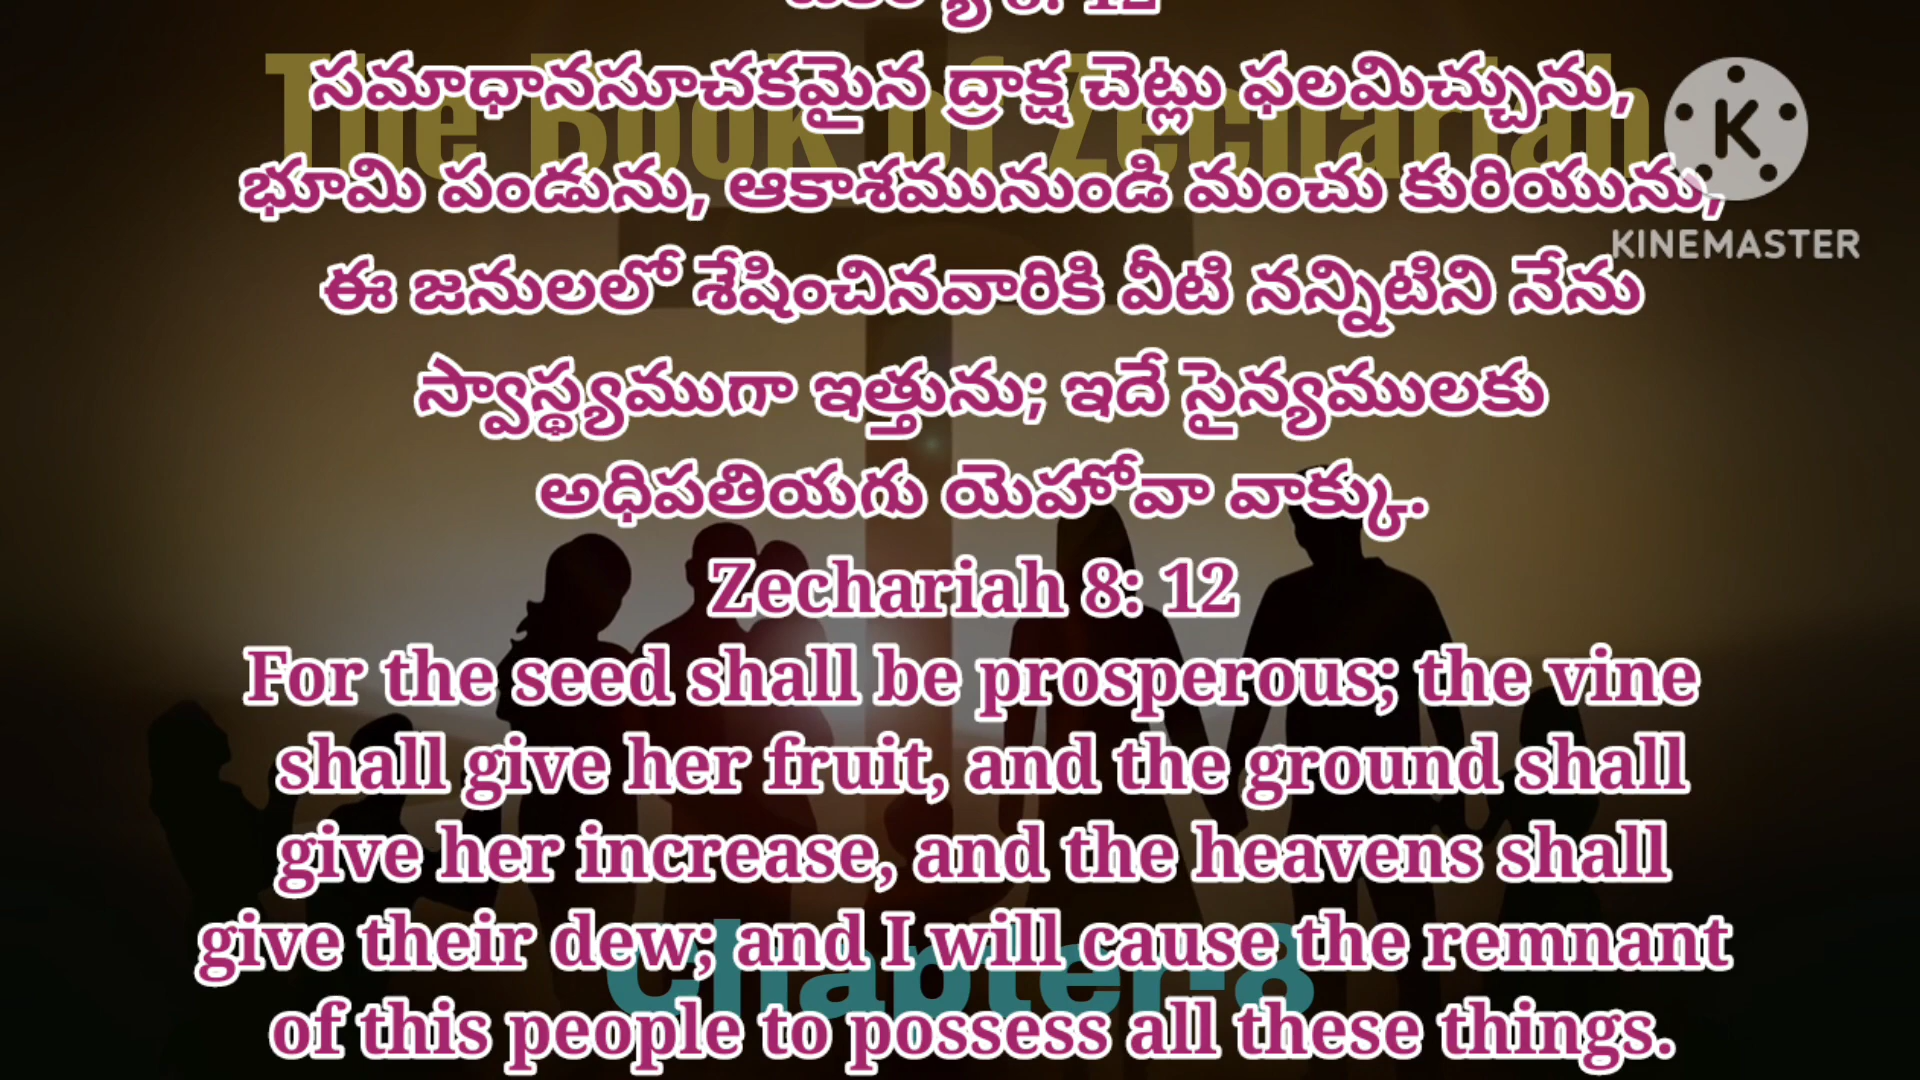 8: 12
The Book of Zechariah
సమాధానసూచకమైన ద్రాక్ష చెట్లు ఫలమిచ్చును,
భూమి పండును, ఆకాశమునుండి మంచు కురియును,
ఈ జనులలో శేషించినవారికి వీటి నన్నిటిని నేను
స్వాస్థ్యముగా ఇత్తును; ఇదే సైన్యములకు
అధిపతియగు యెహోవా వాక్కు.
K
KINEMASTER
Zechariah 8: 12
For the seed shall be prosperous; the vine
shall give her fruit, and the ground shall
give her increase, and the heavens shall
give their dew; and I will cause the remnant
of this people to possess all these things.
Chapter-8